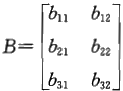 B = [ b₁₁ b₁₂
b₂₁ b₂₂
b₃₁ b₃₂ ]